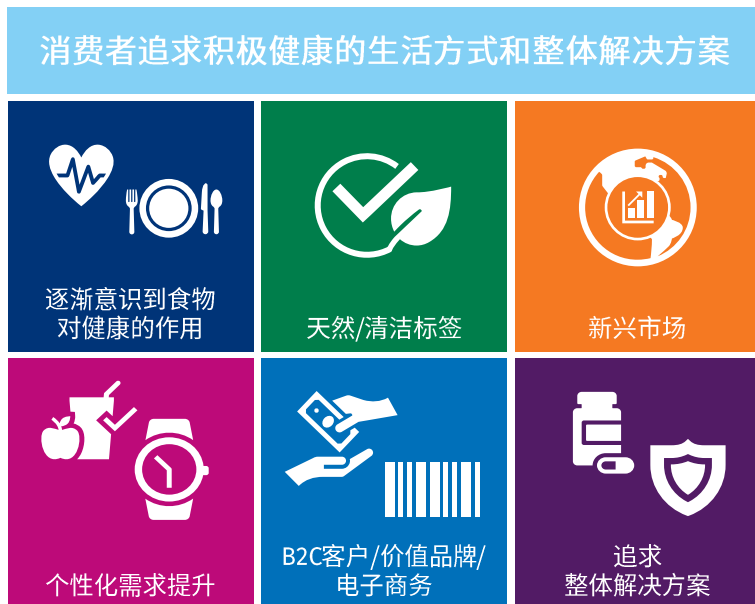 消费者追求积极健康的生活方式和整体解决方案
逐渐意识到食物
对健康的作用
天然/清洁标签
新兴市场
个性化需求提升
B2C客户/价值品牌/
电子商务
追求
整体解决方案